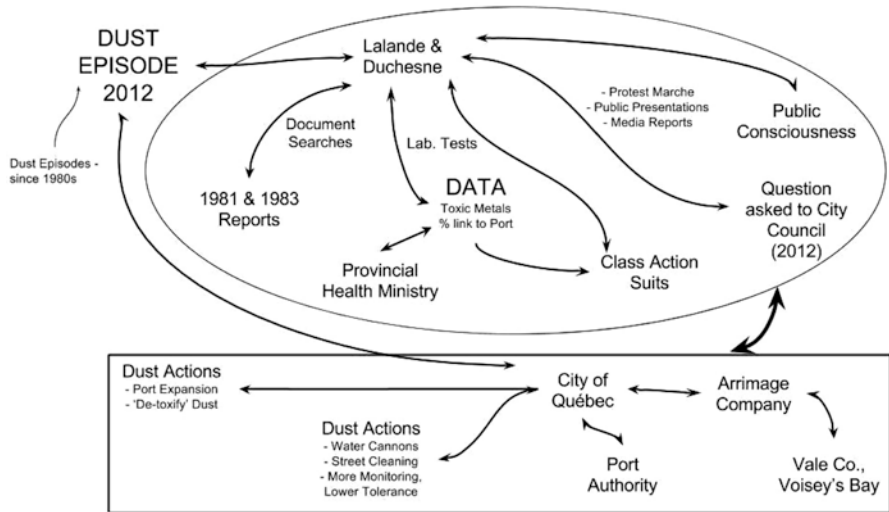 DUST
EPISODE
2012
Dust Episodes -
since 1980s
Lalande &
Duchesne
Document
Searches
Lab. Tests
- Protest Marche
- Public Presentations
- Media Reports
Public
Consciousness
1981 & 1983
Reports
DATA
Toxic Metals
% link to Port
Question
asked to City
Council
(2012)
Provincial
Health Ministry
Class Action
Suits
Dust Actions
- Port Expansion
- 'De-toxify' Dust
City of
Québec
Arrimage
Company
Dust Actions
- Water Cannons
- Street Cleaning
- More Monitoring,
Lower Tolerance
Port
Authority
Vale Co.,
Voisey's Bay